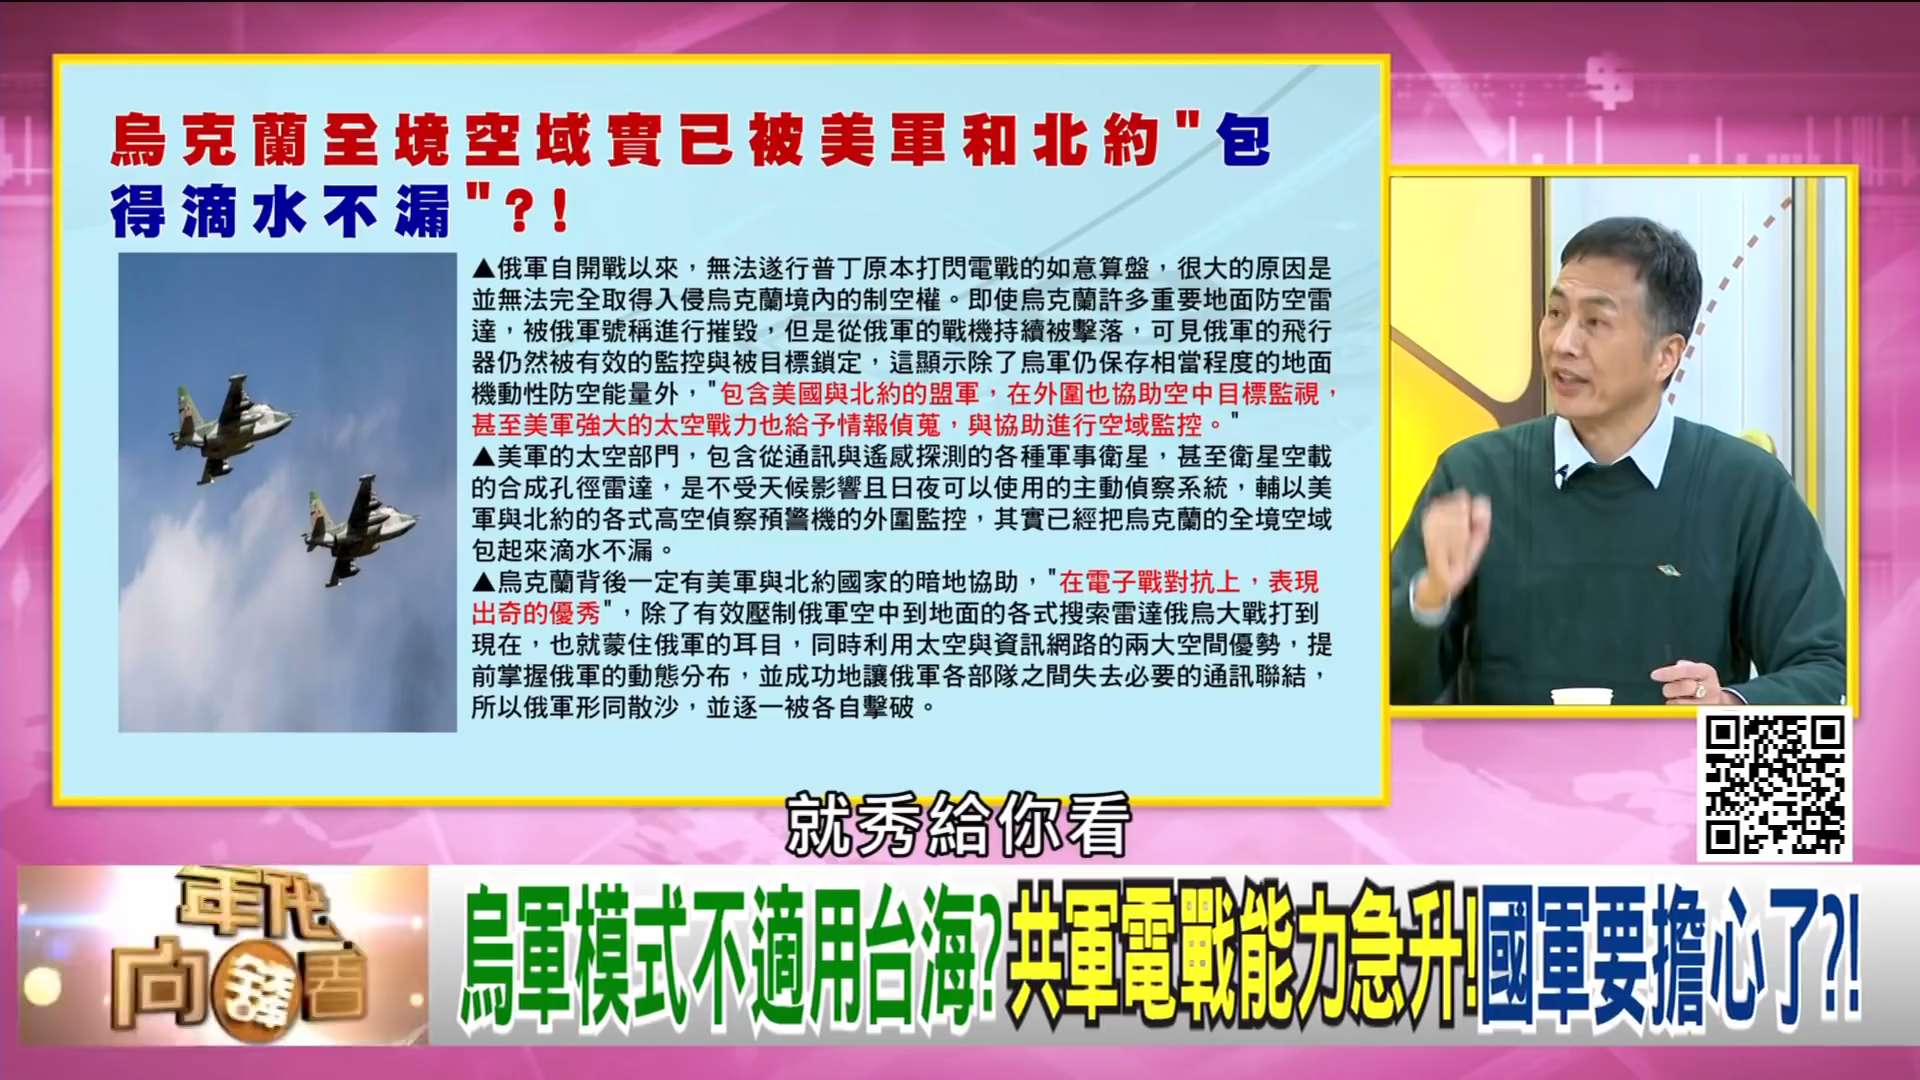 烏克蘭全境空域實已被美軍和北約"包
得滴水不漏"?!
▲俄軍自開戰以來，無法遂行普丁原本打閃電戰的如意算盤，很大的原因是
並無法完全取得入侵烏克蘭境內的制空權。即使烏克蘭許多重要地面防空雷
達，被俄軍號稱進行摧毀，但是從俄軍的戰機持續被擊落，可見俄軍的飛行
器仍然被有效的監控與被目標鎖定，這顯示除了烏軍仍保存相當程度的地面
機動性防空能量外，"包含美國與北約的盟軍，在外圍也協助空中目標監視，
甚至美軍強大的太空戰力也給予情報偵蒐，與協助進行空域監控。"
▲美軍的太空部門，包含從通訊與遙感探測的各種軍事衛星，甚至衛星空載
的合成孔徑雷達，是不受天候影響且日夜可以使用的主動偵察系統，輔以美
軍與北約的各式高空偵察預警機的外圍監控，其實已經把烏克蘭的全境空域
包起來滴水不漏。
▲烏克蘭背後一定有美軍與北約國家的暗地協助，"在電子戰對抗上，表現
出奇的優秀"，除了有效壓制俄軍空中到地面的各式搜索雷達俄烏大戰打到
現在，也就蒙住俄軍的耳目，同時利用太空與資訊網路的兩大空間優勢，提
前掌握俄軍的動態分布，並成功地讓俄軍各部隊之間失去必要的通訊聯結，
所以俄軍形同散沙，並逐一被各自擊破。
就秀給你看
年代
向錢看
烏軍模式不適用台海?共軍電戰能力急升!國軍要擔心了?!